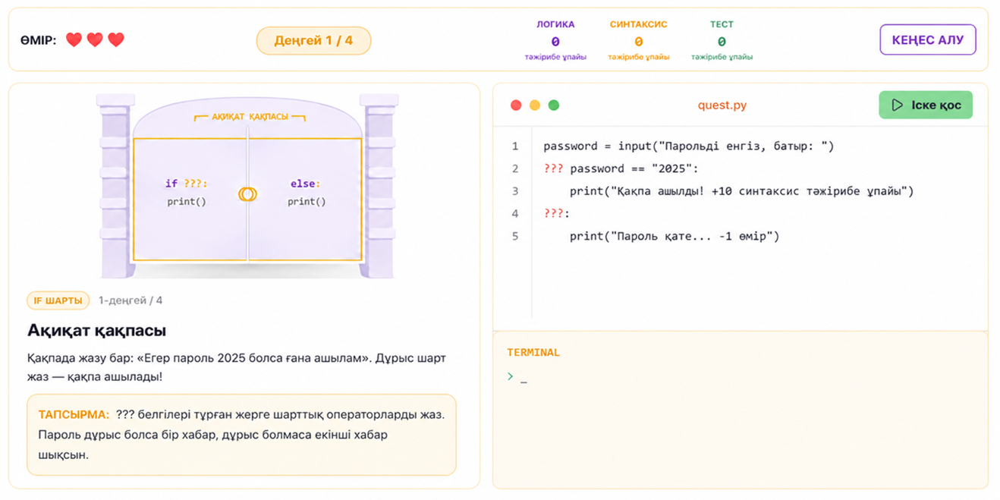 ӨМІР:
Деңгей 1 / 4
ЛОГИКА
0
тәжірибе ұпайы
СИНТАКСИС
0
тәжірибе ұпайы
ТЕСТ
0
тәжірибе ұпайы
КЕҢЕС АЛУ
АҚИҚАТ ҚАҚПАСЫ
if ???:
print()
else:
print()
IF ШАРТЫ
1-деңгей / 4
Ақиқат қақпасы
Қақпада жазу бар: «Егер пароль 2025 болса ғана ашылам». Дұрыс шарт
жаз — қақпа ашылады!
ТАПСЫРМА: ??? белгілері тұрған жерге шарттық операторларды жаз.
Пароль дұрыс болса бір хабар, дұрыс болмаса екінші хабар
шықсын.
quest.py
Іске қос
1 password = input("Парольді енгіз, батыр: ")
2 ??? password == "2025":
3 print("Қақпа ашылды! +10 синтаксис тәжірибе ұпайы")
4 ???:
5 print("Пароль қате... -1 өмір")
TERMINAL
> _